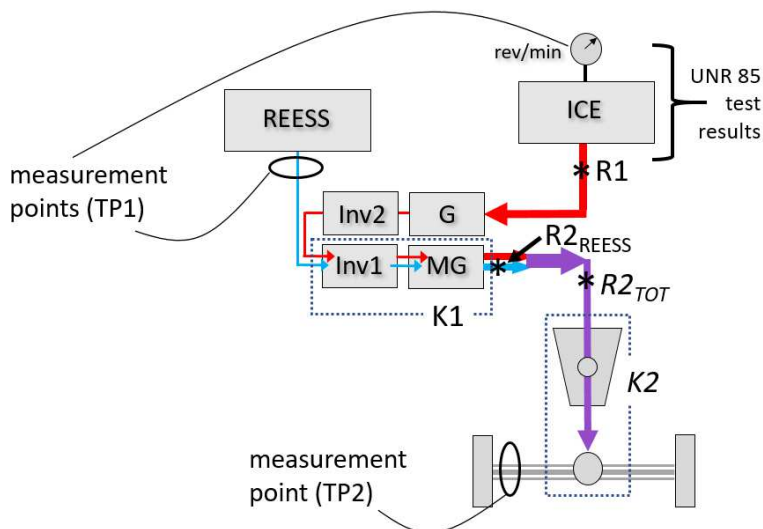 rev/min
UNR 85
test
results
REESS
ICE
measurement
points (TP1)
R1
Inv2
G
R2REESS
Inv1
MG
R2TOT
K1
K2
measurement
point (TP2)